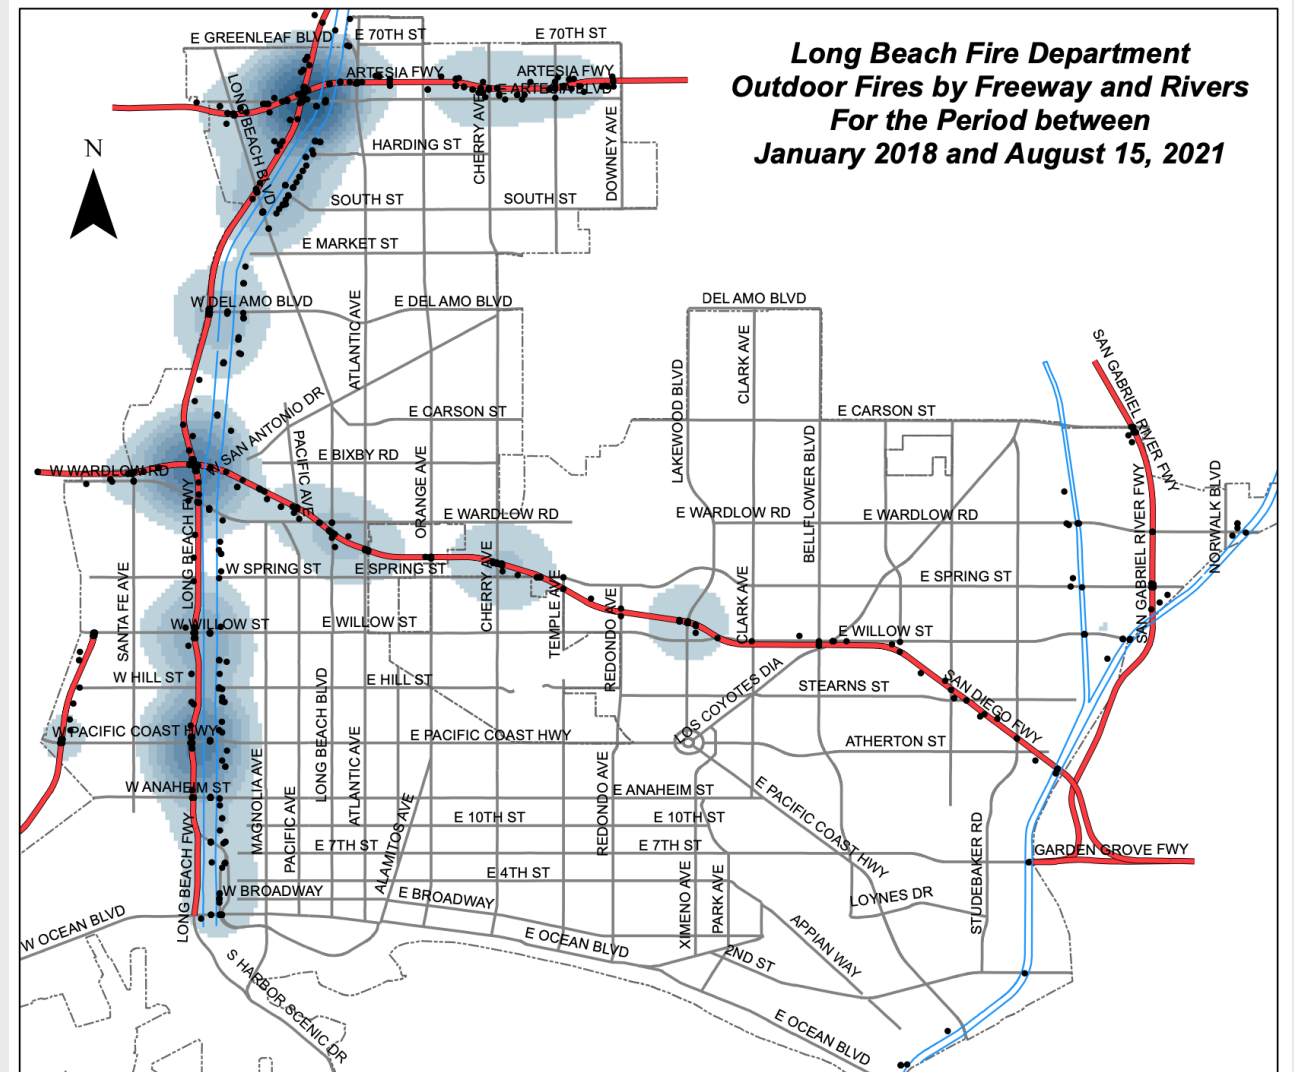 Long Beach Fire Department
Outdoor Fires by Freeway and Rivers
For the Period between
January 2018 and August 15, 2021
N
E GREENLEAF BLVD
E 70TH ST
E 70TH ST
ARTESIA FWY
ARTESIA FWY
E ARTESIA BLVD
LONG BEACH BLVD
CHERRY AVE
DOWNEY AVE
HARDING ST
SOUTH ST
SOUTH ST
E MARKET ST
W DEL AMO BLVD
E DEL AMO BLVD
DEL AMO BLVD
ATLANTIC AVE
LAKEWOOD BLVD
CLARK AVE
SAN GABRIEL RIVER FWY
W SAN ANTONIO DR
E CARSON ST
E CARSON ST
PACIFIC AVE
E BIXBY RD
ORANGE AVE
BELLFLOWER BLVD
W WARDLOW RD
LONG BEACH FWY
E WARDLOW RD
E WARDLOW RD
E WARDLOW RD
SAN GABRIEL RIVER FWY
NORWALK BLVD
SANTA FE AVE
W SPRING ST
E SPRING ST
CHERRY AVE
TEMPLE AVE
REDONDO AVE
CLARK AVE
E SPRING ST
W WILLOW ST
E WILLOW ST
E WILLOW ST
W HILL ST
E HILL ST
LONG BEACH BLVD
LOS COYOTES DIA
STEARNS ST
SAN DIEGO FWY
W PACIFIC COAST HWY
E PACIFIC COAST HWY
ATHERTON ST
MAGNOLIA AVE
PACIFIC AVE
ATLANTIC AVE
ALAMITOS AVE
REDONDO AVE
W ANAHEIM ST
E ANAHEIM ST
E PACIFIC COAST HWY
LONG BEACH FWY
E 10TH ST
E 10TH ST
E 7TH ST
E 7TH ST
STUDEBAKER RD
GARDEN GROVE FWY
E 4TH ST
XIMENO AVE
PARK AVE
LOYNES DR
W BROADWAY
E BROADWAY
W OCEAN BLVD
E OCEAN BLVD
APPIAN WAY
2ND ST
S HARBOR SCENIC DR
E OCEAN BLVD